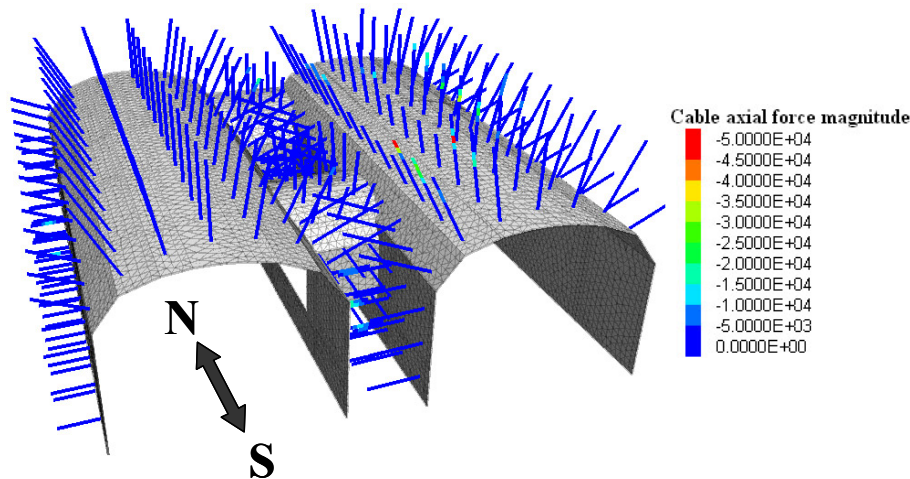 Cable axial force magnitude
-5.0000E+04
-4.5000E+04
-4.0000E+04
-3.5000E+04
-3.0000E+04
-2.5000E+04
-2.0000E+04
-1.5000E+04
-1.0000E+04
-5.0000E+03
0.0000E+00
N
S